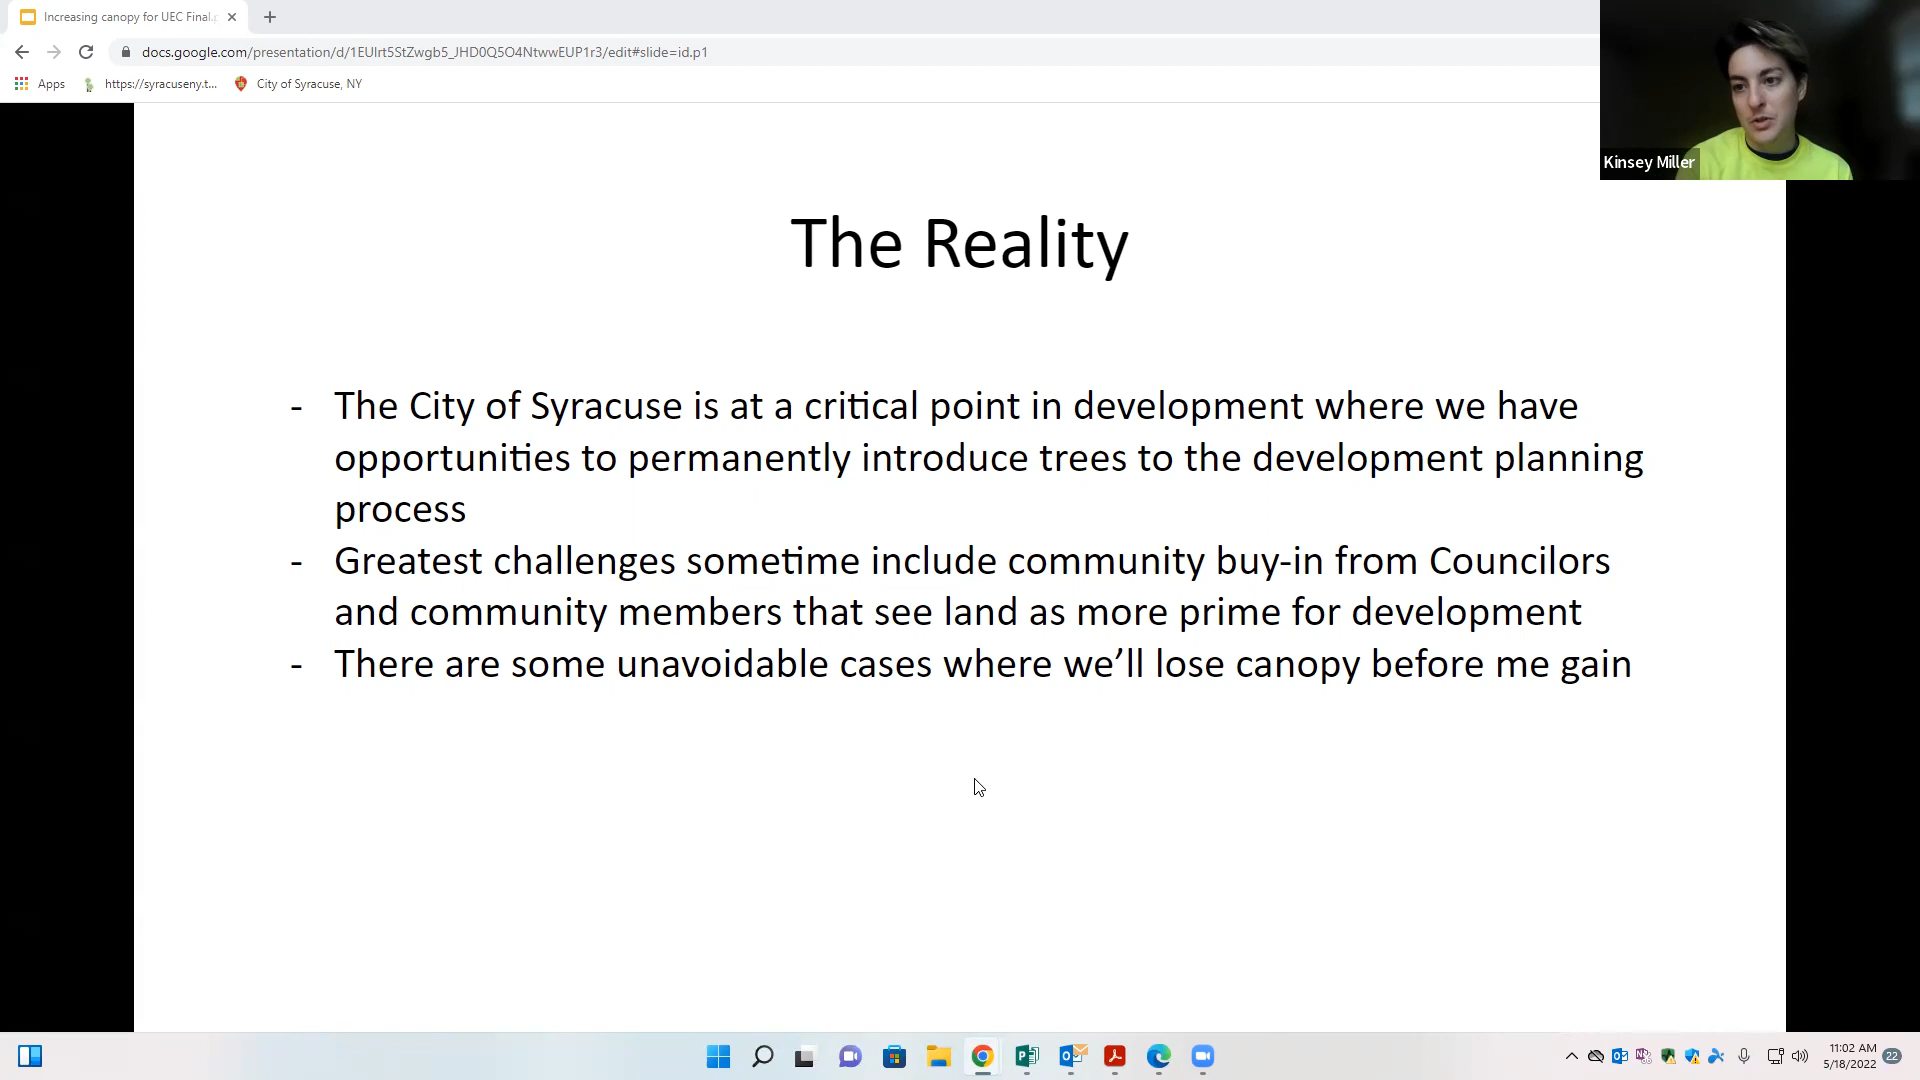 Increasing canopy for UEC Final.p
docs.google.com/presentation/d/1EUlrt5StZwgb5_JHD0Q5O4NtwwEUP1r3/edit#slide=id.p1
Apps https://syracuseny.t... City of Syracuse, NY
Kinsey Miller
The Reality
- The City of Syracuse is at a critical point in development where we have
opportunities to permanently introduce trees to the development planning
process
- Greatest challenges sometime include community buy-in from Councilors
and community members that see land as more prime for development
- There are some unavoidable cases where we’ll lose canopy before me gain
11:02 AM
5/18/2022
22